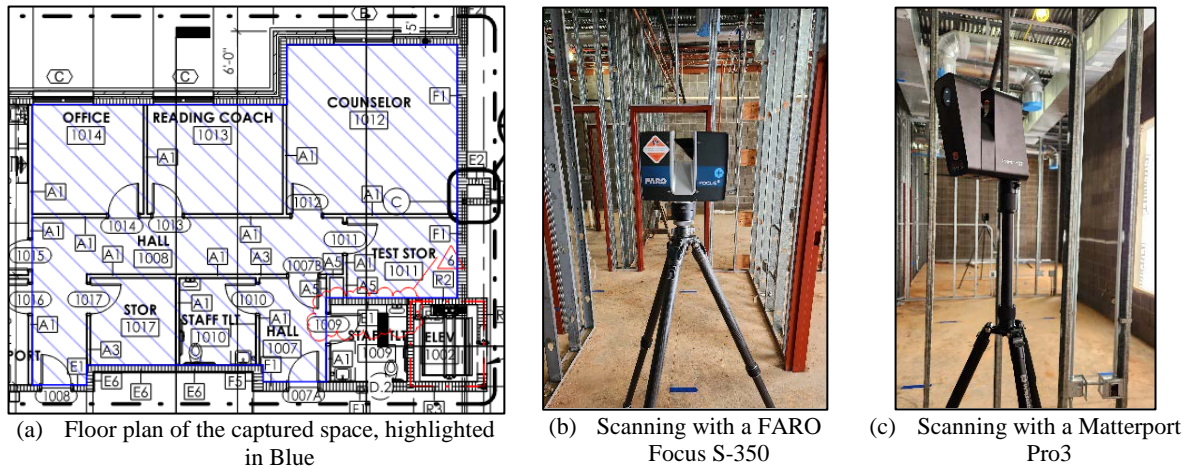 C
C
5'
6'-0"
E2
COUNSELOR
1012
F1
OFFICE
1014
READING COACH
1013
A1
A1
A1
A1
C
E2
1014
1013
1012
F1
A1
A1
HALL
1008
A1
A3
A1
1011
TEST STOR
1011
6
R2
1015
1007B
A5
A1
A5
1016
1017
A1
1010
A1
STOR
1017
STAFF TLT
1010
A1
HALL
1007
1009
E1
STAFF TLT
1009
ELEV
1002
PORT
A3
E1
F1
A1
E6
E6
F5
D.2
1008
1007A
R3
FARO
FOCUS
(a) Floor plan of the captured space, highlighted
in Blue
(b) Scanning with a FARO
Focus S-350
(c) Scanning with a Matterport
Pro3